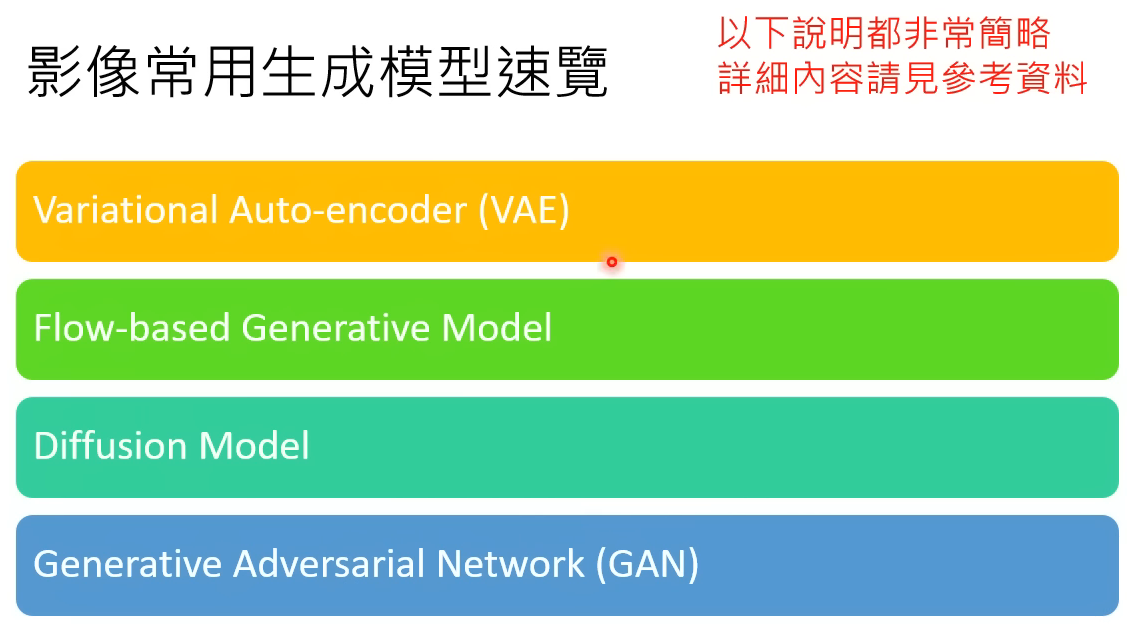 影像常用生成模型速覽
以下說明都非常簡略
詳細內容請見參考資料
Variational Auto-encoder (VAE)
Flow-based Generative Model
Diffusion Model
Generative Adversarial Network (GAN)